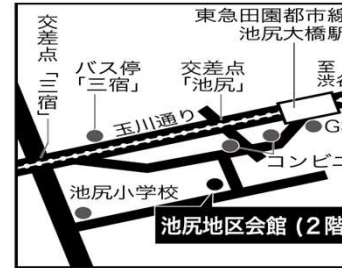 東急田園都市線
池尻大橋駅
至
渋谷
交差点「三宿」
バス停
「三宿」
交差点
「池尻」
玉川通り
コンビニ
池尻小学校
池尻地区会館 (2階